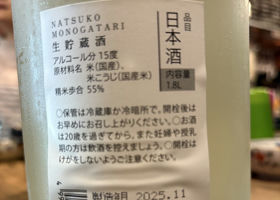 NATSUKO
MONOGATARI
生貯蔵酒
アルコール分 15度
原材料名 米(国産)、
米こうじ(国産)
精米歩合 55%
品目
日本酒
内容量
1.8L
○保管は冷蔵庫か冷暗所で、開栓後は
お早めにお召し上がりください。○お
酒は20歳を過ぎてから、また妊婦や授乳
期の方は飲酒を控えましょう。○開栓時
けがをしないようご注意ください。
製造年月 2025.11